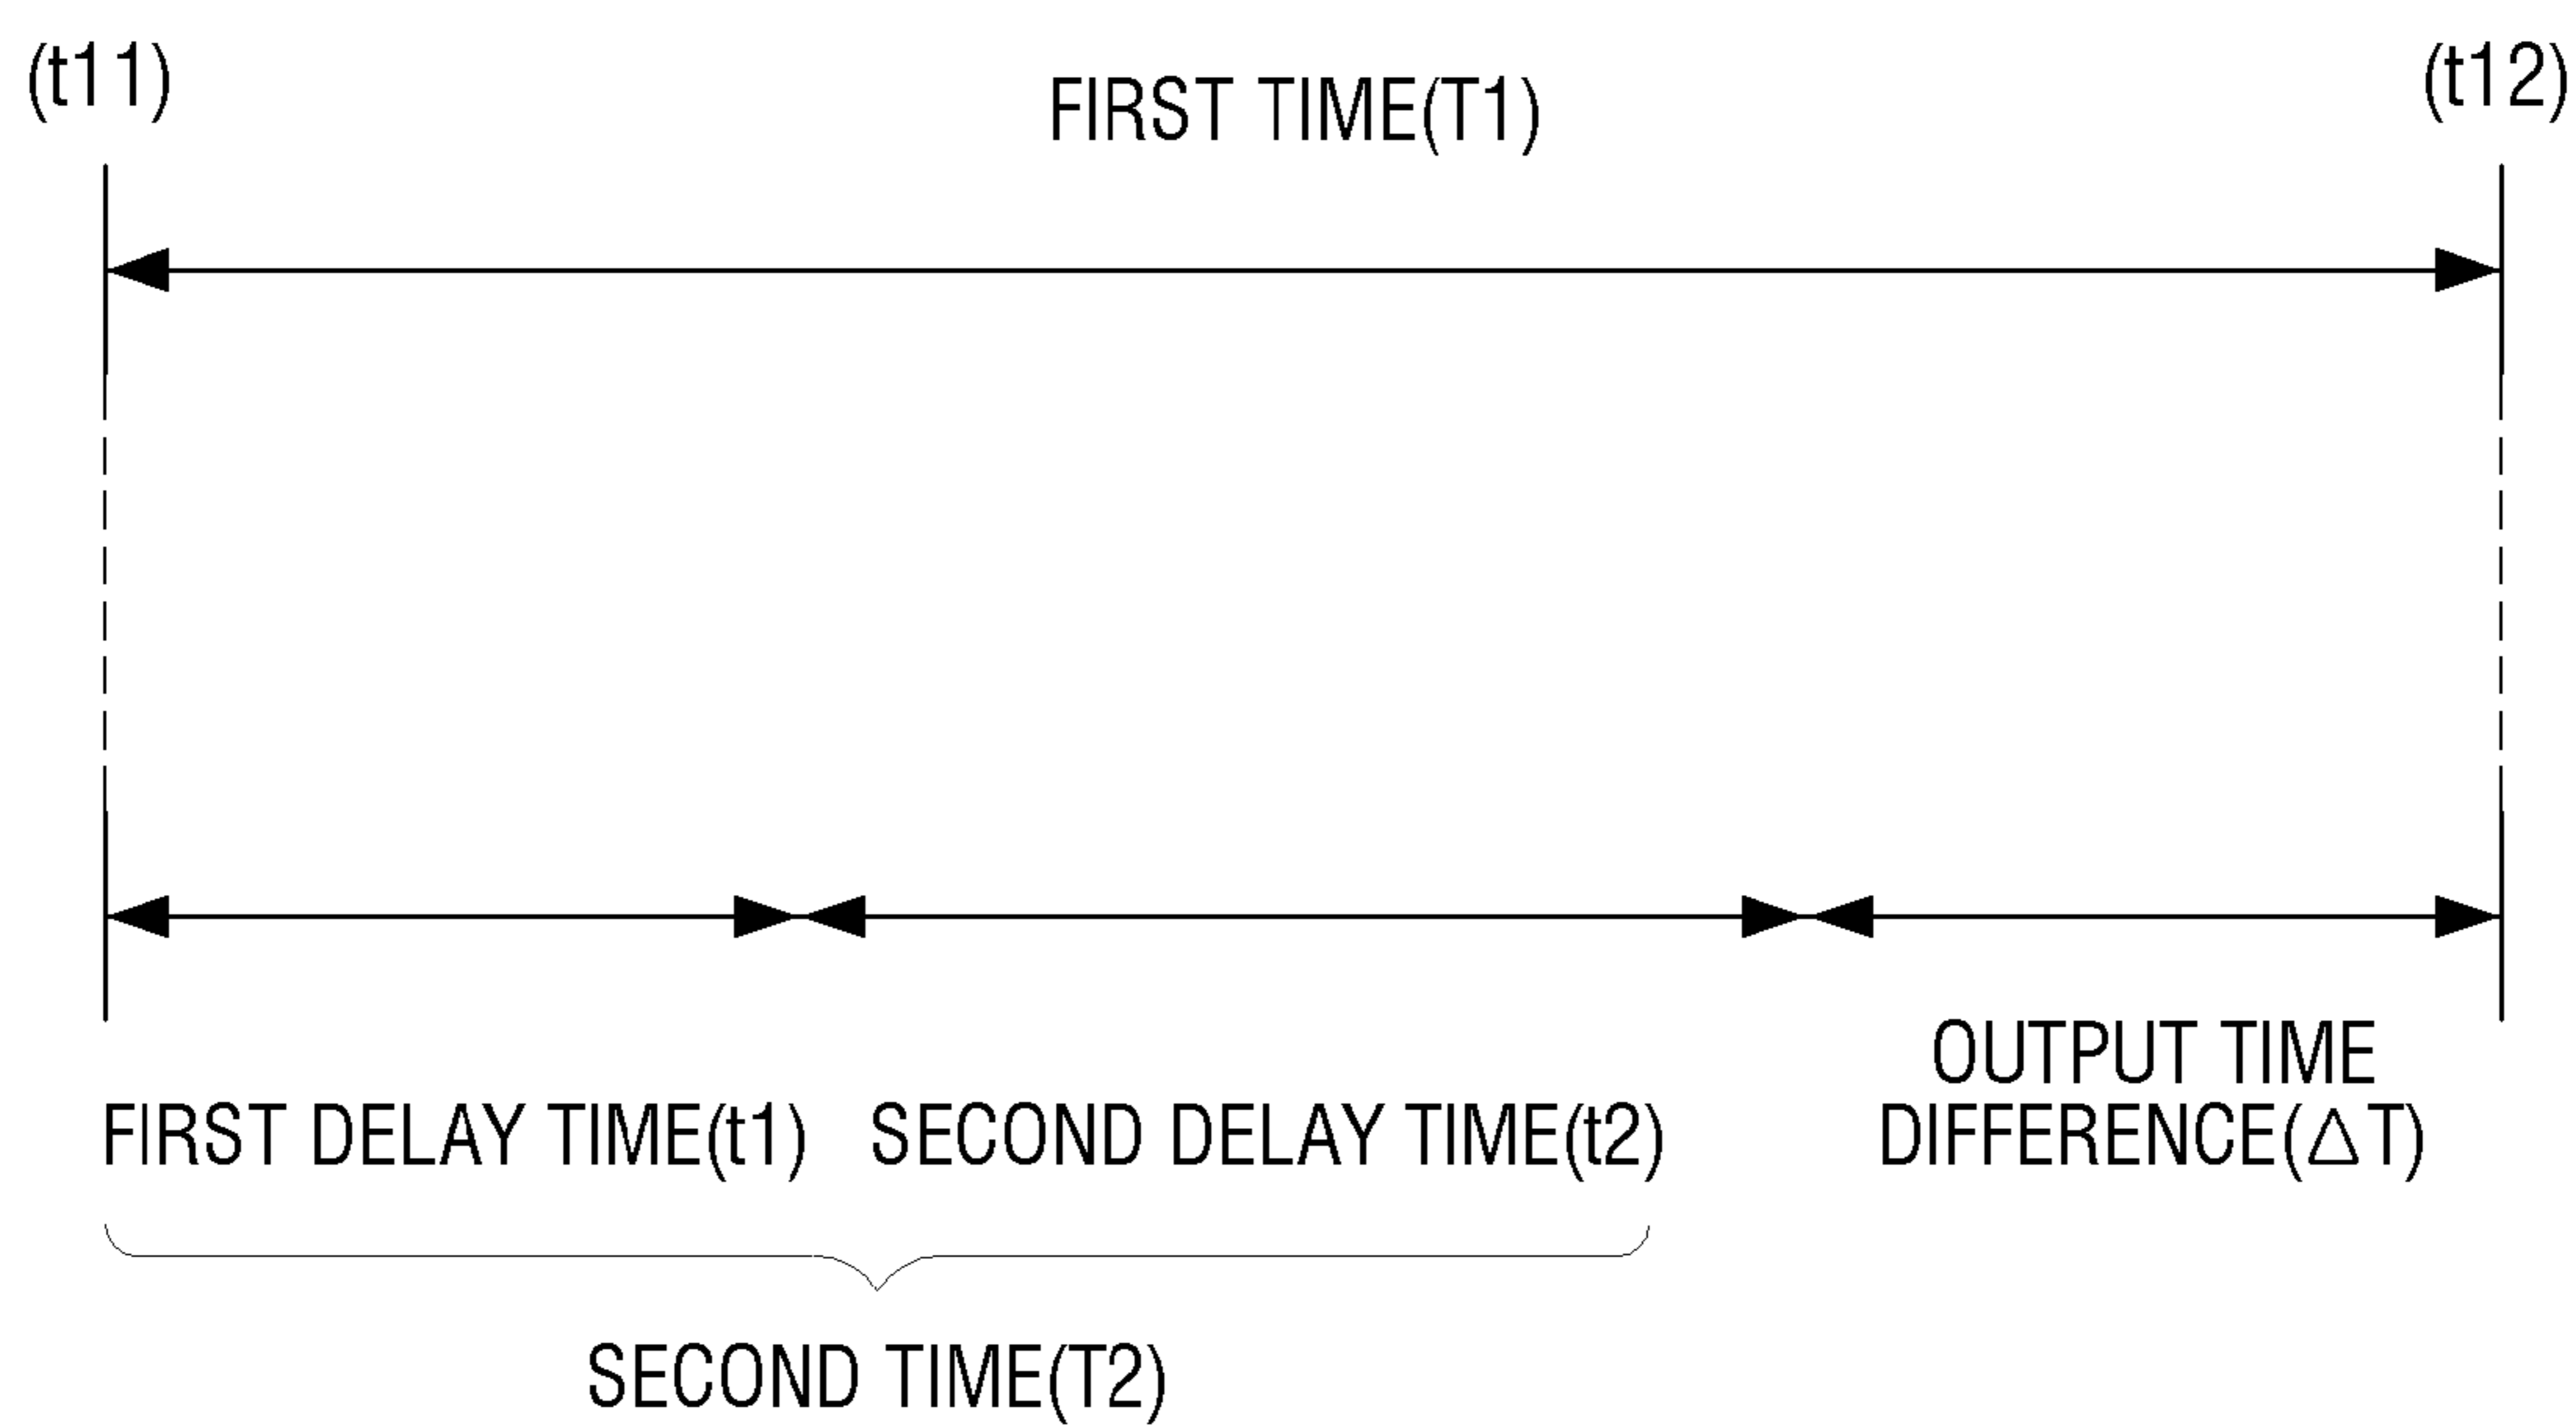 (t11)
FIRST TIME(T1)
(t12)
FIRST DELAY TIME(t1)
SECOND DELAY TIME(t2)
OUTPUT TIME
DIFFERENCE(△T)
SECOND TIME(T2)